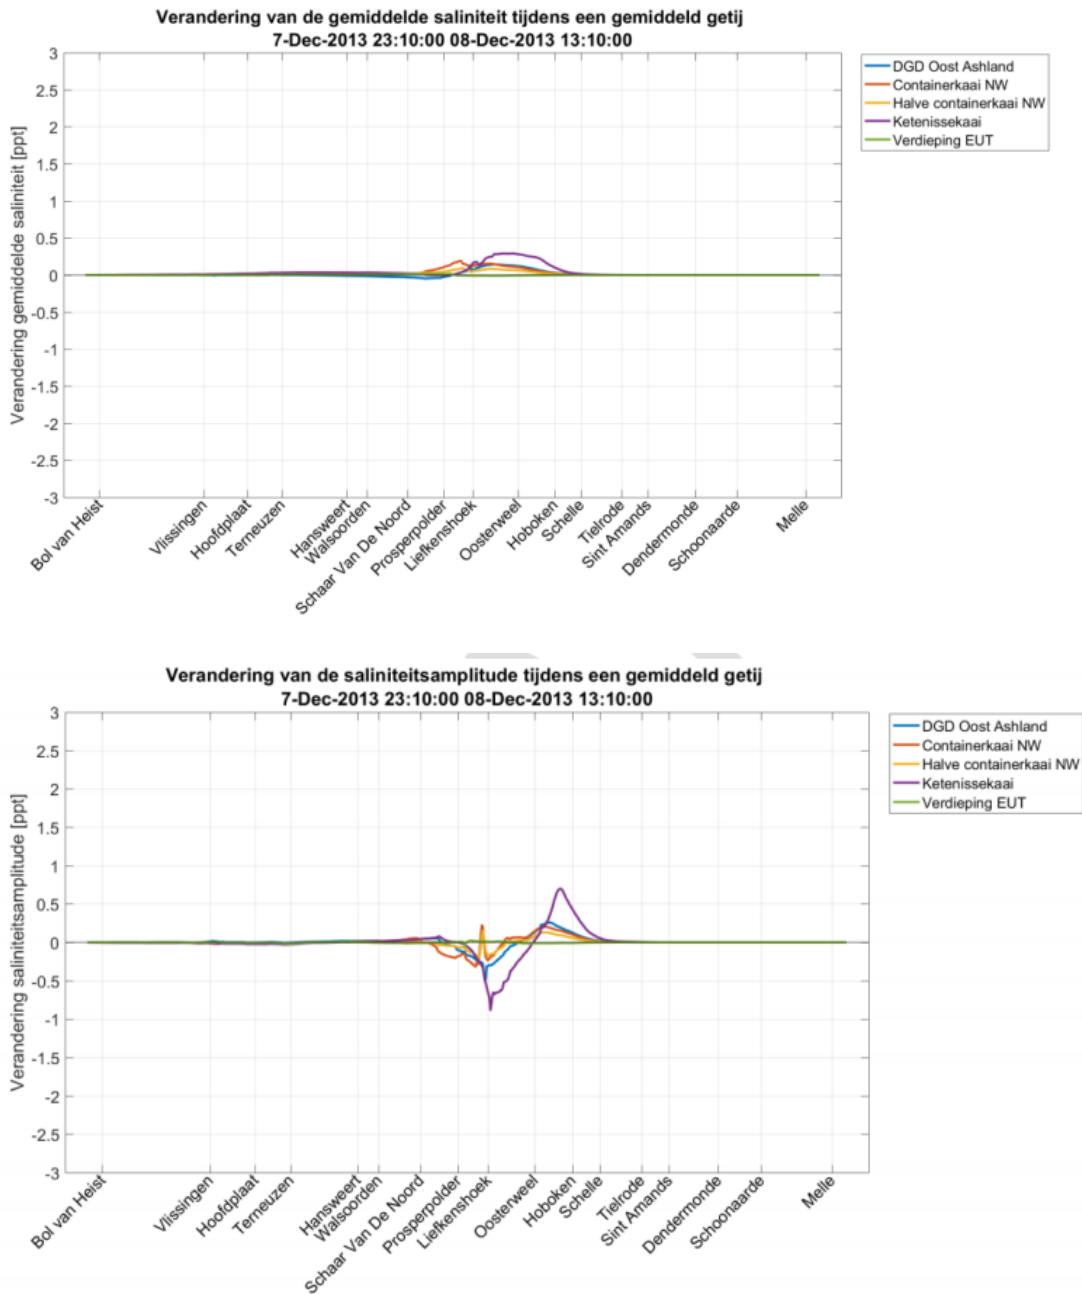 Verandering van de gemiddelde saliniteit tijdens een gemiddeld getij
7-Dec-2013 23:10:00 08-Dec-2013 13:10:00
3
2.5
2
1.5
1
0.5
0
-0.5
-1
-1.5
-2
-2.5
-3
Verandering gemiddelde saliniteit [ppt]
DGD Oost Ashland
Containerkaai NW
Halve containerkaai NW
Ketenissekaai
Verdieping EUT
Bol van Heist
Vlissingen
Hoofdplaat
Terneuzen
Hansweert
Walsoorden
Schaar Van De Noord
Prosperpolder
Liefkenshoek
Oosterweel
Hoboken
Schelle
Tielrode
Sint Amands
Dendermonde
Schoonaarde
Melle
Verandering van de saliniteitsamplitude tijdens een gemiddeld getij
7-Dec-2013 23:10:00 08-Dec-2013 13:10:00
3
2.5
2
1.5
1
0.5
0
-0.5
-1
-1.5
-2
-2.5
-3
Verandering saliniteitsamplitude [ppt]
DGD Oost Ashland
Containerkaai NW
Halve containerkaai NW
Ketenissekaai
Verdieping EUT
Bol van Heist
Vlissingen
Hoofdplaat
Terneuzen
Hansweert
Walsoorden
Schaar Van De Noord
Prosperpolder
Liefkenshoek
Oosterweel
Hoboken
Schelle
Tielrode
Sint Amands
Dendermonde
Schoonaarde
Melle